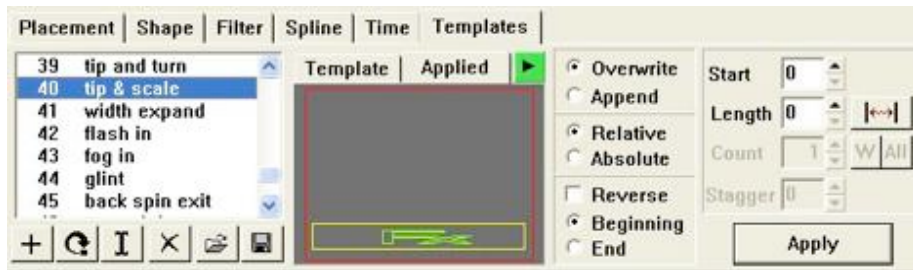 Placement Shape Filter Spline Time Templates
39 tip and turn
40 tip & scale
41 width expand
42 flash in
43 fog in
44 glint
45 back spin exit
Template Applied
Overwrite
Append
Relative
Absolute
Reverse
Beginning
End
Start 0
Length 0
Count 1 W All
Stagger 0
Apply